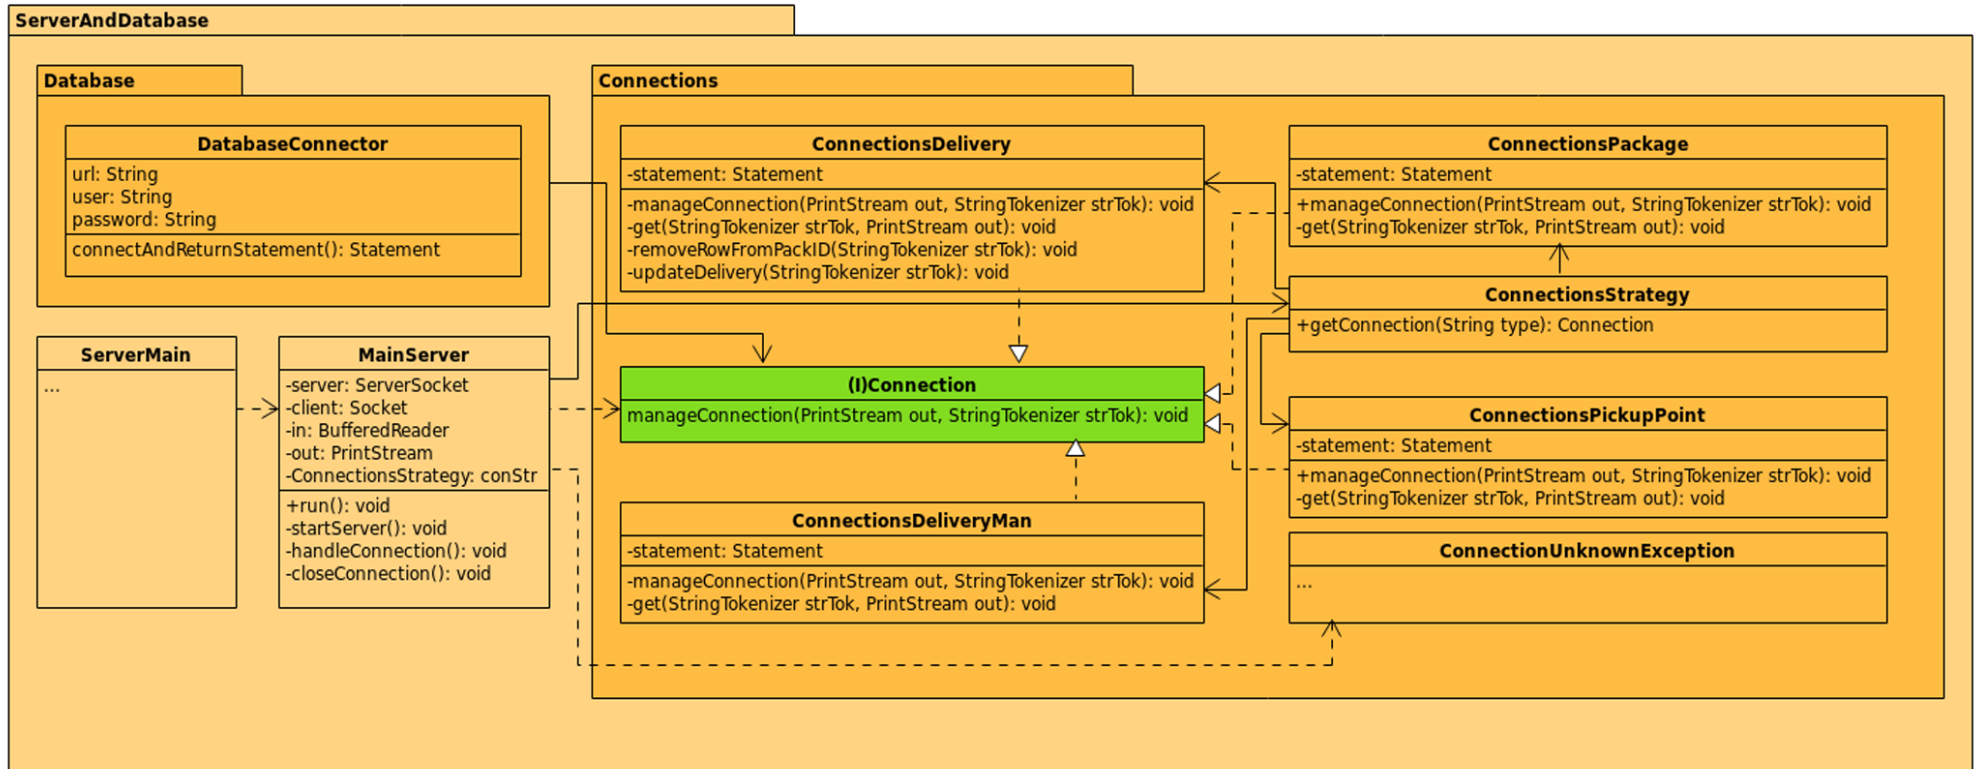 ServerAndDatabase
Database
DatabaseConnector
url: String
user: String
password: String
connectAndReturnStatement(): Statement
ServerMain
...
MainServer
-server: ServerSocket
-client: Socket
-in: BufferedReader
-out: PrintStream
-ConnectionsStrategy: conStr
+run(): void
-startServer(): void
-handleConnection(): void
-closeConnection(): void
Connections
ConnectionsDelivery
-statement: Statement
-manageConnection(PrintStream out, StringTokenizer strTok): void
-get(StringTokenizer strTok, PrintStream out): void
-removeRowFromPackID(StringTokenizer strTok): void
-updateDelivery(StringTokenizer strTok): void
(I)Connection
manageConnection(PrintStream out, StringTokenizer strTok): void
ConnectionsDeliveryMan
-statement: Statement
-manageConnection(PrintStream out, StringTokenizer strTok): void
-get(StringTokenizer strTok, PrintStream out): void
ConnectionsPackage
-statement: Statement
+manageConnection(PrintStream out, StringTokenizer strTok): void
-get(StringTokenizer strTok, PrintStream out): void
ConnectionsStrategy
+getConnection(String type): Connection
ConnectionsPickupPoint
-statement: Statement
+manageConnection(PrintStream out, StringTokenizer strTok): void
-get(StringTokenizer strTok, PrintStream out): void
ConnectionUnknownException
...